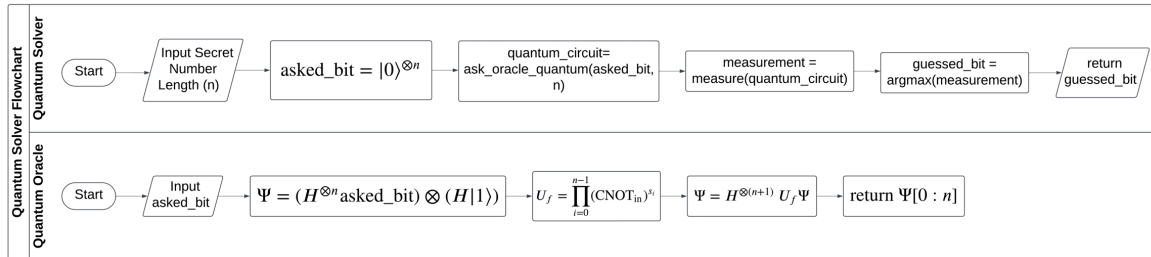 Quantum Solver Flowchart
Quantum Solver
Start
Input Secret
Number
Length (n)
asked_bit = |0⟩^{⊗n}
quantum_circuit=
ask_oracle_quantum(asked_bit,
n)
measurement =
measure(quantum_circuit)
guessed_bit =
argmax(measurement)
return
guessed_bit
Quantum Oracle
Start
Input
asked_bit
Ψ = (H^{⊗n}asked_bit) ⊗ (H|1⟩)
U_f = ∏_{i=0}^{n−1}(CNOT_{in})^{s_i}
Ψ = H^{⊗(n+1)} U_f Ψ
return Ψ[0 : n]